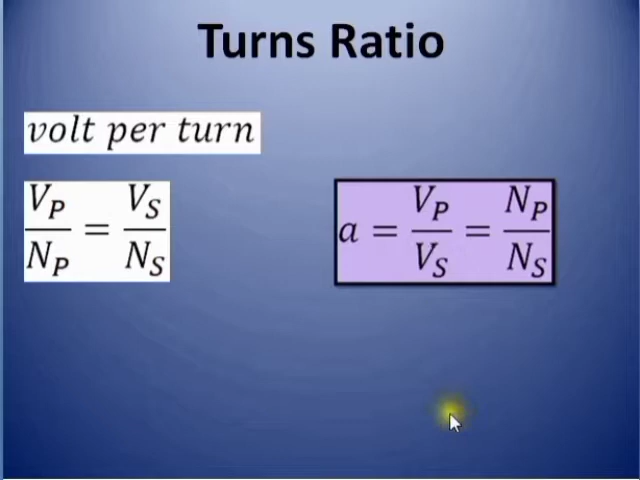 Turns Ratio
volt per turn
V_P/N_P = V_S/N_S
a = V_P/V_S = N_P/N_S